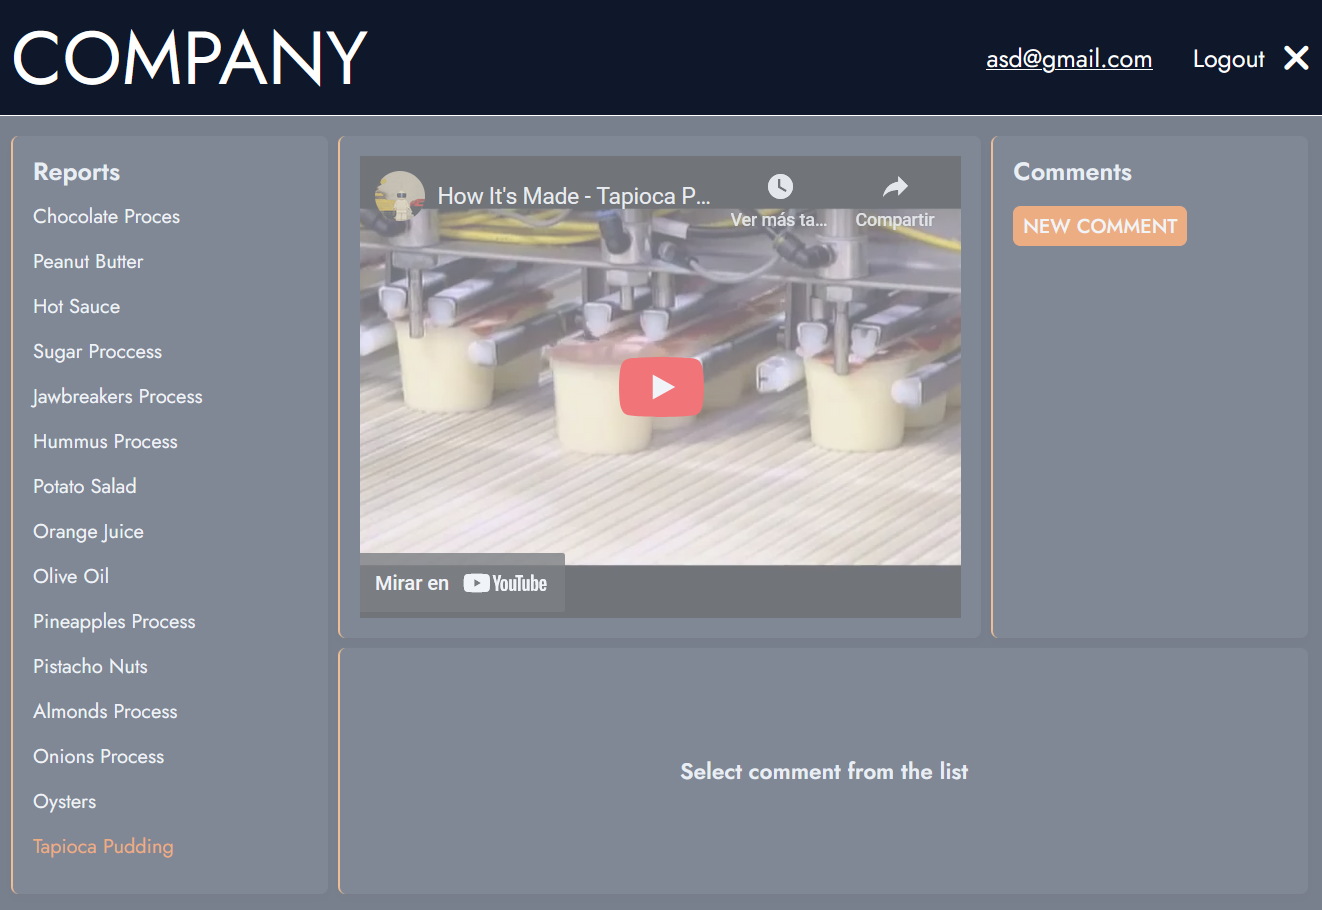 COMPANY
asd@gmail.com
Logout
Reports
Chocolate Proces
Peanut Butter
Hot Sauce
Sugar Proccess
Jawbreakers Process
Hummus Process
Potato Salad
Orange Juice
Olive Oil
Pineapples Process
Pistacho Nuts
Almonds Process
Onions Process
Oysters
Tapioca Pudding
How It's Made - Tapioca P...
Ver más ta...
Compartir
Mirar en YouTube
Comments
NEW COMMENT
Select comment from the list